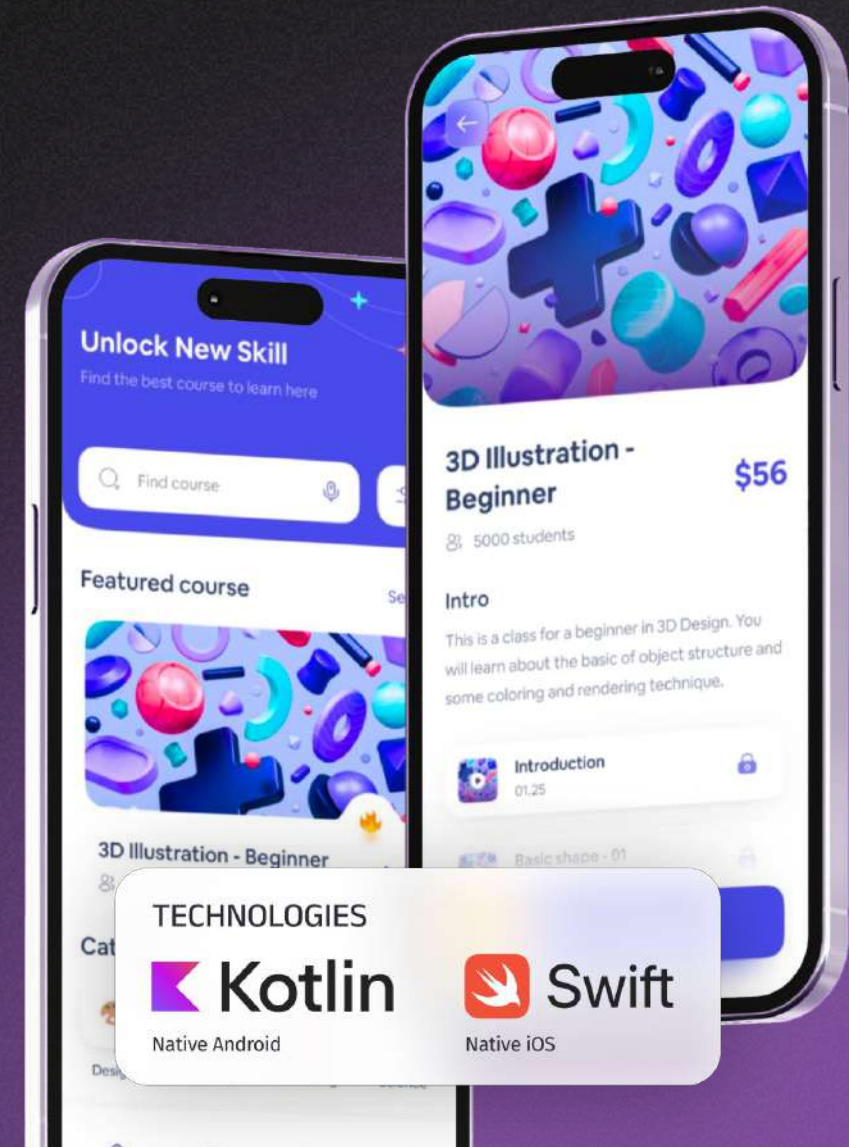 Unlock New Skill
Find the best course to learn here
Find course
Featured course
3D Illustration - Beginner
3D Illustration -
Beginner
$56
5000 students
Intro
This is a class for a beginner in 3D Design. You
will learn about the basic of object structure and
some coloring and rendering technique.
Introduction
01.25
Basic shape - 01
TECHNOLOGIES
Kotlin
Native Android
Swift
Native iOS